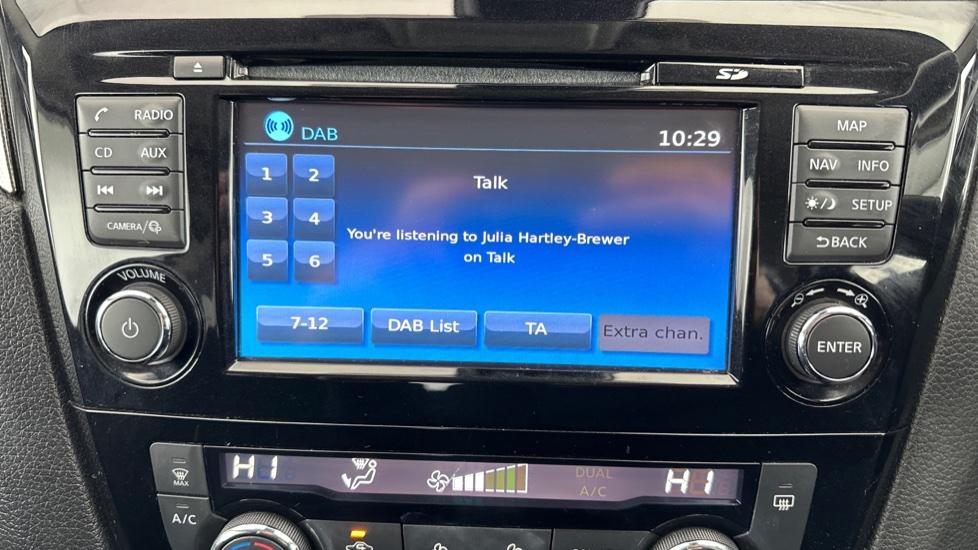 SD
RADIO
CD AUX
CAMERA/
VOLUME
DAB 10:29
1 2
3 4
5 6
Talk
You're listening to Julia Hartley-Brewer
on Talk
7-12 DAB List TA Extra chan.
MAP
NAV INFO
SETUP
BACK
ENTER
MAX
A/C
HI
DUAL
A/C
HI